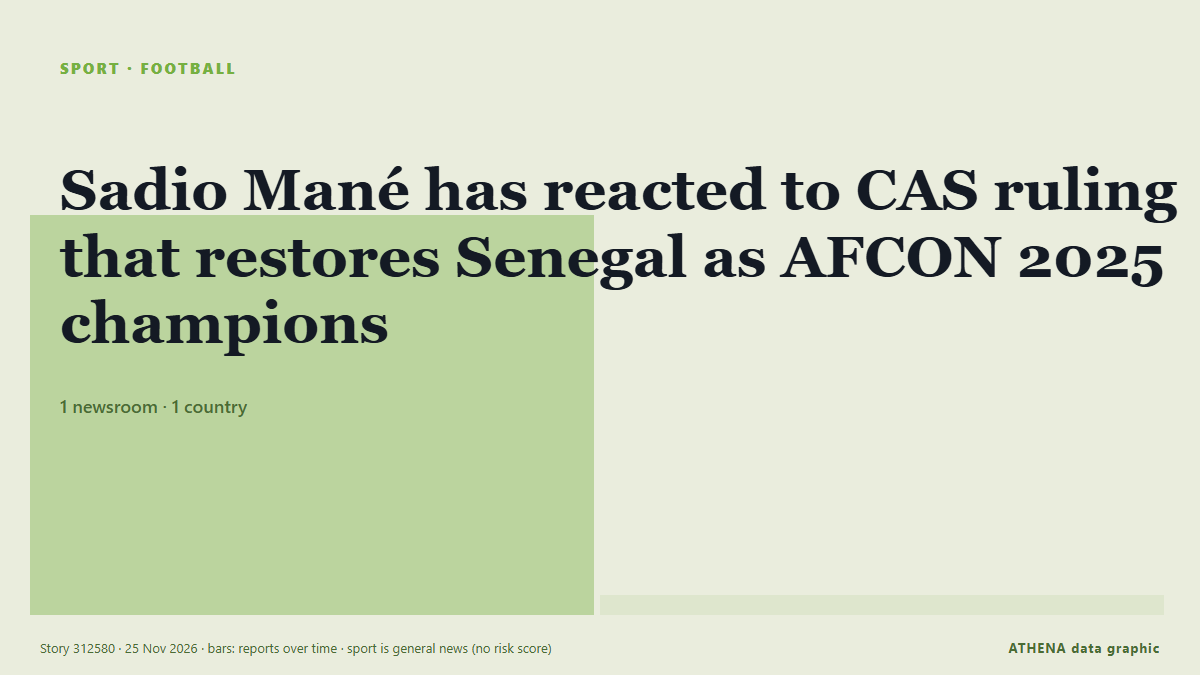 SPORT · FOOTBALL
Sadio Mané has reacted to CAS ruling
that restores Senegal as AFCON 2025
champions
1 newsroom · 1 country
Story 312580 · 25 Nov 2026 · bars: reports over time · sport is general news (no risk score)
ATHENA data graphic